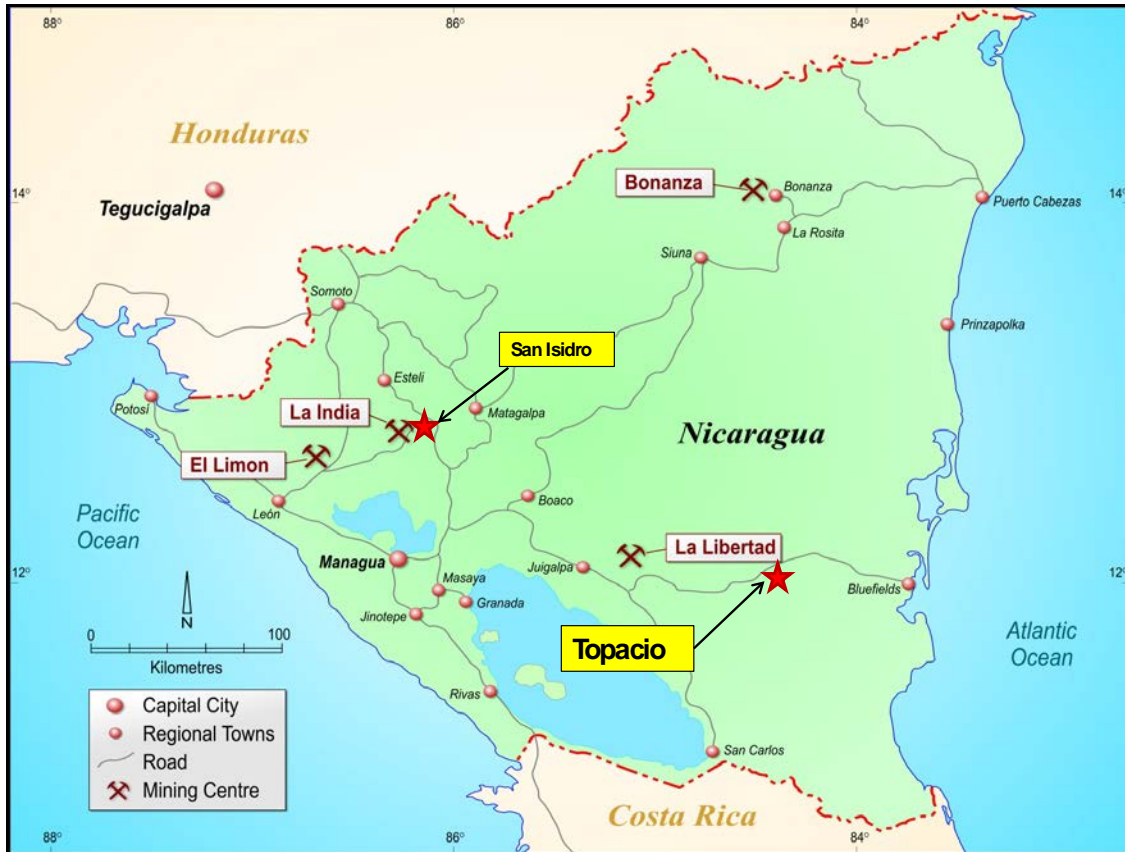 88°
86°
84°
Honduras
Bonanza
Bonanza
14°
14°
Tegucigalpa
Puerto Cabezas
La Rosita
Siuna
Somoto
Prinzapolka
San Isidro
Esteli
Potosí
La India
Matagalpa
Nicaragua
El Limon
León
Boaco
Pacific
Ocean
La Libertad
Managua
Juigalpa
12°
12°
Masaya
Bluefields
Granada
Jinotepe
N
0
100
Kilometres
Topacio
Atlantic
Ocean
Rivas
Capital City
Regional Towns
Road
Mining Centre
San Carlos
Costa Rica
88°
86°
84°